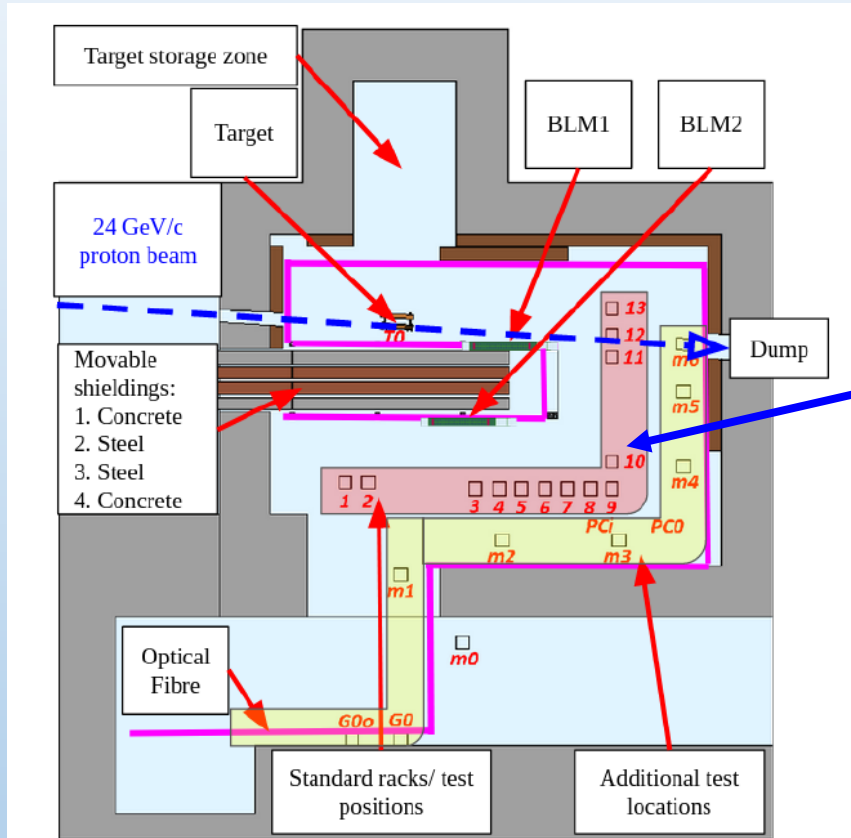 Target storage zone
Target
BLM1
BLM2
24 GeV/c
proton beam
T0
13
12
11
m6
Dump
Movable
shieldings:
1. Concrete
2. Steel
3. Steel
4. Concrete
m5
10
m4
1 2
3 4 5 6 7 8 9
PCi PC0
m2
m3
m1
m0
Optical
Fibre
G0o G0
Standard racks/ test
positions
Additional test
locations